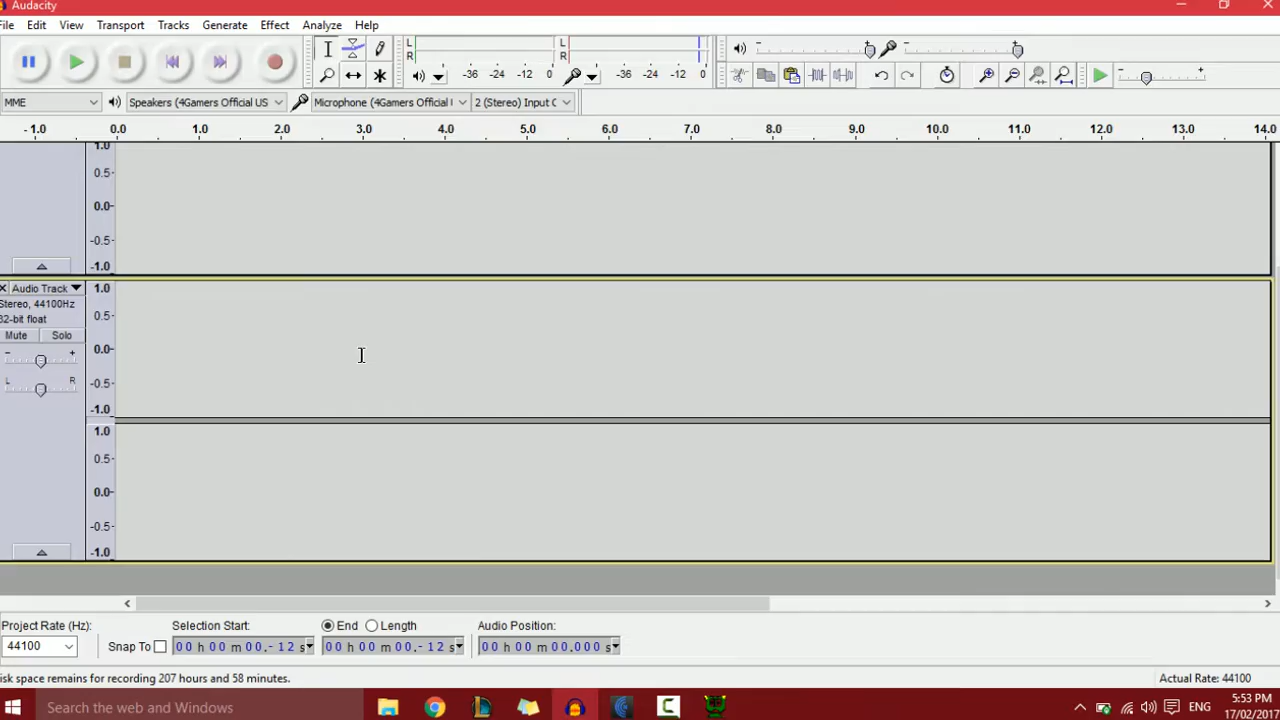 Audacity
File Edit View Transport Tracks Generate Effect Analyze Help
L R -36 -24 -12 0
L R -36 -24 -12 0
MME Speakers (4Gamers Official US Microphone (4Gamers Official 2 (Stereo) Input C
-1.0 0.0 1.0 2.0 3.0 4.0 5.0 6.0 7.0 8.0 9.0 10.0 11.0 12.0 13.0 14.0
1.0
0.5
0.0
-0.5
-1.0
Audio Track 1.0
Stereo, 44100Hz 0.5
32-bit float
Mute Solo
0.0
- +
L R -0.5
-1.0
1.0
0.5
0.0
-0.5
-1.0
Project Rate (Hz): Selection Start: End Length Audio Position:
44100 Snap To 00 h 00 m 00.-12 s 00 h 00 m 00.-12 s 00 h 00 m 00.000 s
isk space remains for recording 207 hours and 58 minutes. Actual Rate: 44100
Search the web and Windows ENG 5:53 PM
17/02/2017